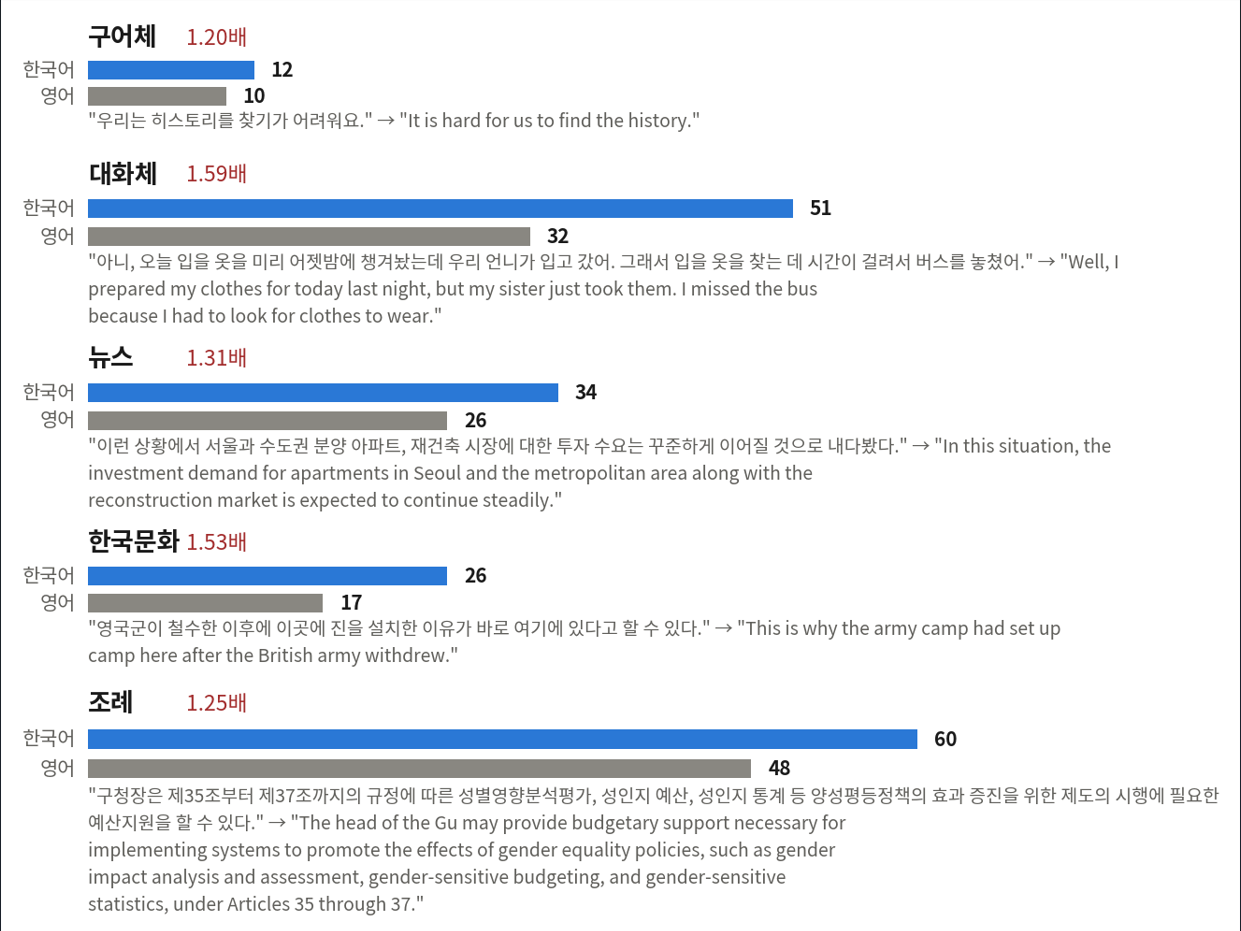 구어체 1.20배
한국어 12
영어 10
"우리는 히스토리를 찾기가 어려워요." → "It is hard for us to find the history."
대화체 1.59배
한국어 51
영어 32
"아니, 오늘 입을 옷을 미리 어젯밤에 챙겨놨는데 우리 언니가 입고 갔어. 그래서 입을 옷을 찾는 데 시간이 걸려서 버스를 놓쳤어." → "Well, I
prepared my clothes for today last night, but my sister just took them. I missed the bus
because I had to look for clothes to wear."
뉴스 1.31배
한국어 34
영어 26
"이런 상황에서 서울과 수도권 분양 아파트, 재건축 시장에 대한 투자 수요는 꾸준하게 이어질 것으로 내다봤다." → "In this situation, the
investment demand for apartments in Seoul and the metropolitan area along with the
reconstruction market is expected to continue steadily."
한국문화 1.53배
한국어 26
영어 17
"영국군이 철수한 이후에 이곳에 진을 설치한 이유가 바로 여기에 있다고 할 수 있다." → "This is why the army camp had set up
camp here after the British army withdrew."
조례 1.25배
한국어 60
영어 48
"구청장은 제35조부터 제37조까지의 규정에 따른 성별영향분석평가, 성인지 예산, 성인지 통계 등 양성평등정책의 효과 증진을 위한 제도의 시행에 필요한
예산지원을 할 수 있다." → "The head of the Gu may provide budgetary support necessary for
implementing systems to promote the effects of gender equality policies, such as gender
impact analysis and assessment, gender-sensitive budgeting, and gender-sensitive
statistics, under Articles 35 through 37."